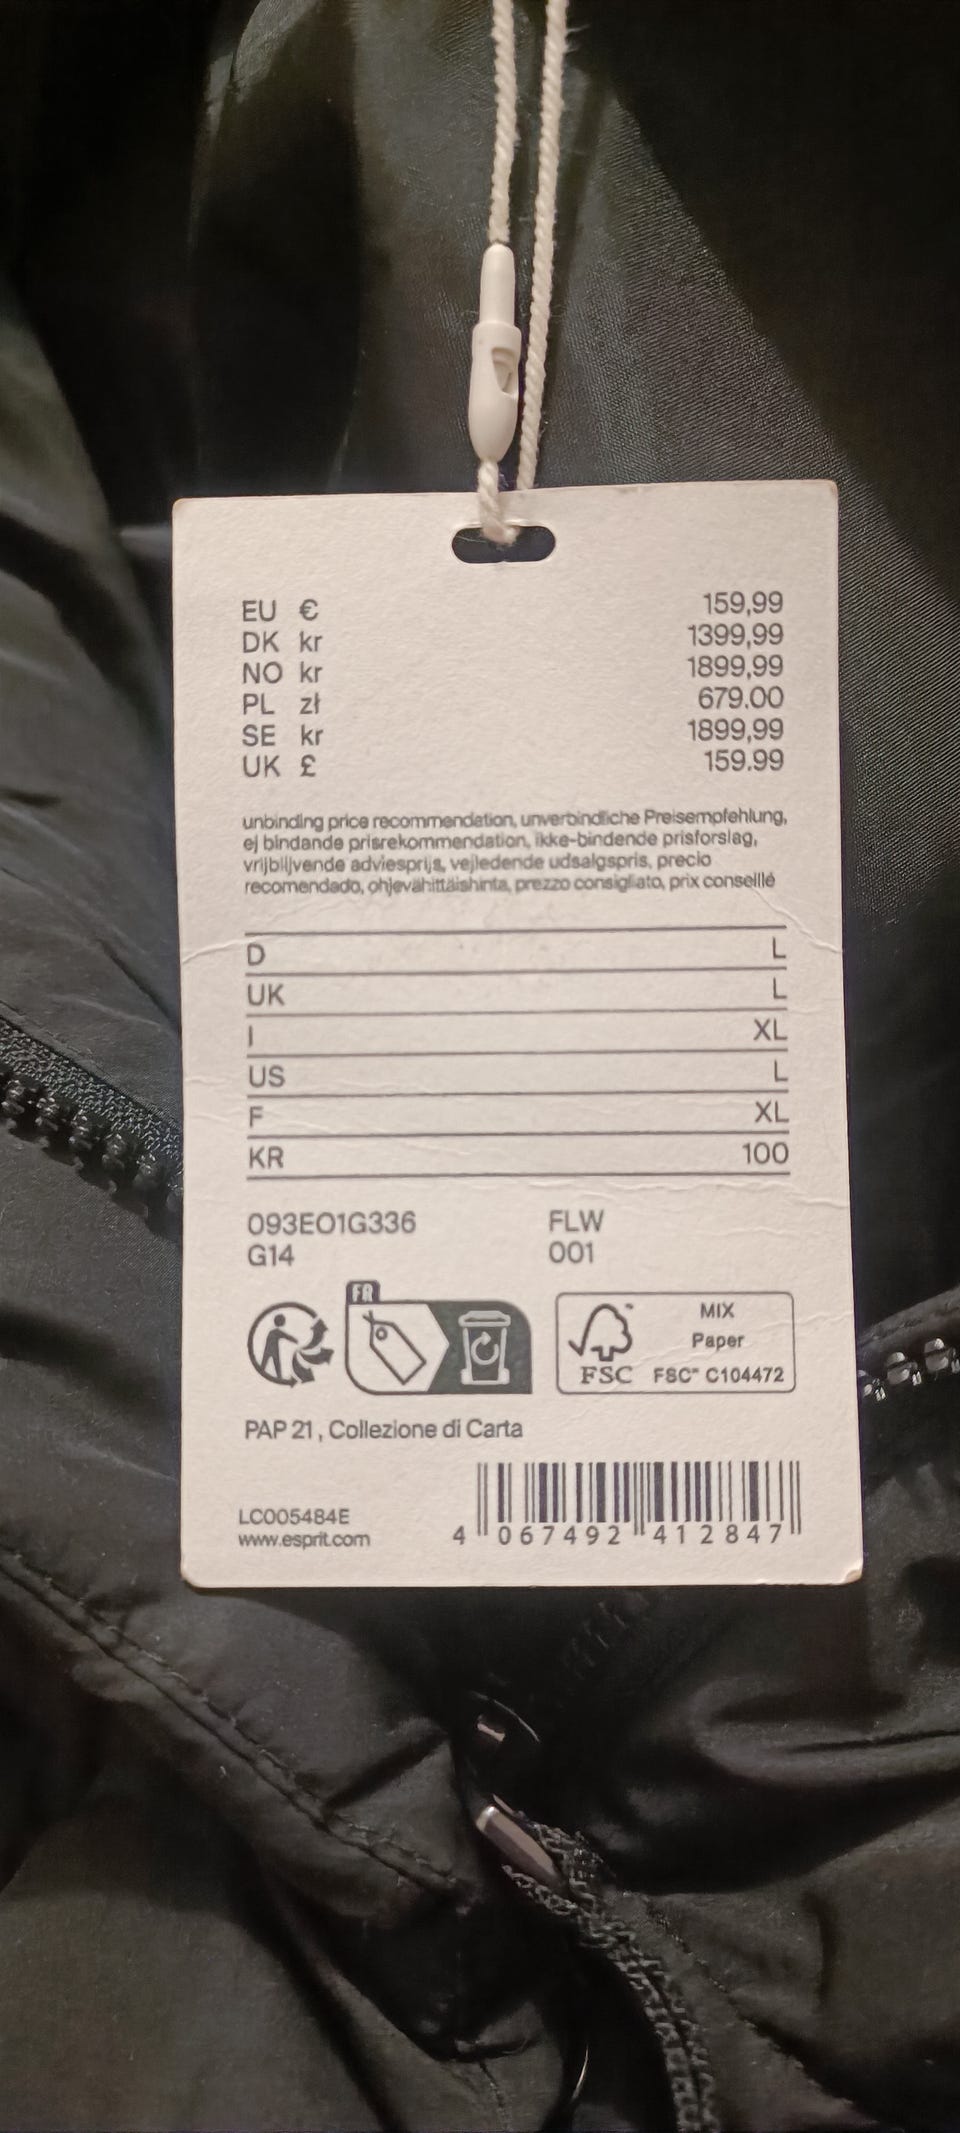 EU € 159,99
DK kr 1399,99
NO kr 1899,99
PL zł 679.00
SE kr 1899,99
UK £ 159.99
unbinding price recommendation, unverbindliche Preisempfehlung,
ej bindande prisrekommendation, ikke-bindende prisforslag,
vrijblijvende adviesprijs, vejledende udsalgspris, precio
recomendado, ohjevähittäishinta, prezzo consigliato, prix conseillé
D L
UK L
I XL
US L
F XL
KR 100
093EO1G336 FLW
G14 001
FR
MIX
Paper
FSC FSC™ C104472
PAP 21, Collezione di Carta
LC005484E
www.esprit.com
4 067492 412847